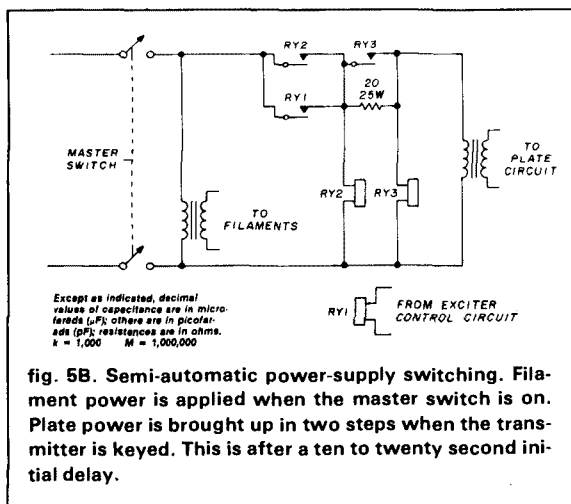 RY2
RY3
RY1
20
25W
MASTER
SWITCH
RY2
RY3
TO
PLATE
CIRCUIT
TO
FILAMENTS
Except as indicated, decimal
values of capacitance are in micro-
farads (µF); others are in picofar-
ads (pF); resistances are in ohms.
k = 1,000 M = 1,000,000
RY1
FROM EXCITER
CONTROL CIRCUIT
fig. 5B. Semi-automatic power-supply switching. Fila-
ment power is applied when the master switch is on.
Plate power is brought up in two steps when the trans-
mitter is keyed. This is after a ten to twenty second ini-
tial delay.